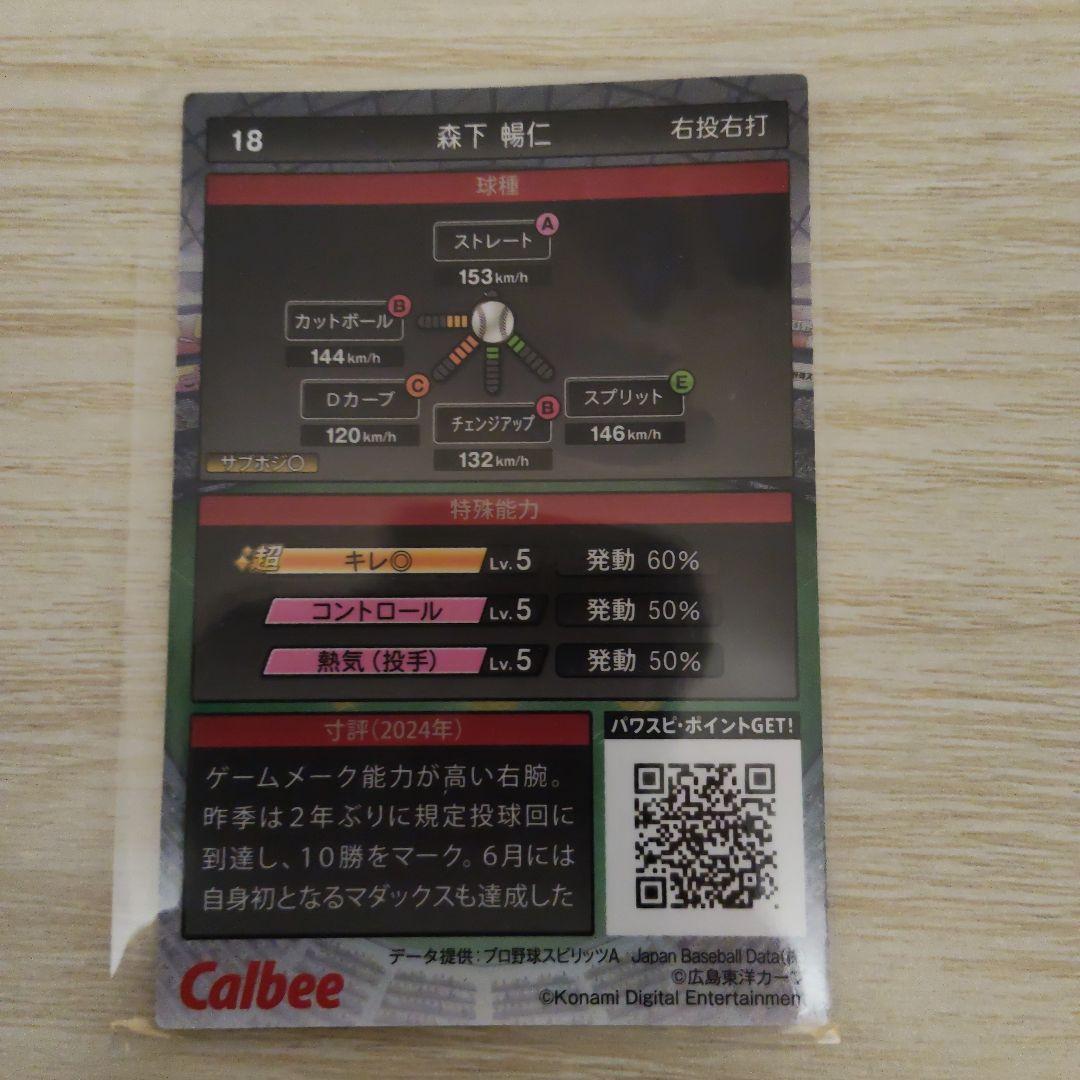 18 森下 暢仁 右投右打
球種
ストレート A
153km/h
カットボール B
144km/h
Dカーブ C
120km/h
チェンジアップ B
132km/h
スプリット E
146km/h
サブポジ〇
特殊能力
超 キレ◎ Lv.5 発動 60%
コントロール Lv.5 発動 50%
熱気(投手) Lv.5 発動 50%
寸評(2024年)
ゲームメーク能力が高い右腕。
昨季は2年ぶりに規定投球回に
到達し、10勝をマーク。6月には
自身初となるマダックスも達成した
パワスピ・ポイントGET!
データ提供:プロ野球スピリッツA Japan Baseball Data(株
©広島東洋カー
©Konami Digital Entertainmen
Calbee